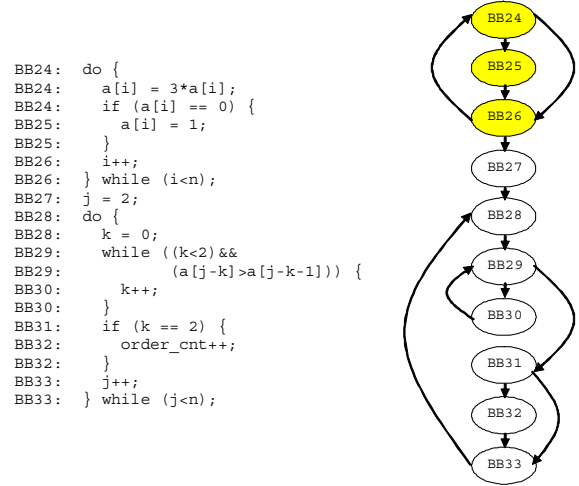 BB24: do {
BB24: a[i] = 3*a[i];
BB24: if (a[i] == 0) {
BB25: a[i] = 1;
BB25: }
BB26: i++;
BB26: } while (i<n);
BB27: j = 2;
BB28: do {
BB28: k = 0;
BB29: while ((k<2)&&
BB29: (a[j-k]>a[j-k-1])) {
BB30: k++;
BB30: }
BB31: if (k == 2) {
BB32: order_cnt++;
BB32: }
BB33: j++;
BB33: } while (j<n);
BB24
BB25
BB26
BB27
BB28
BB29
BB30
BB31
BB32
BB33